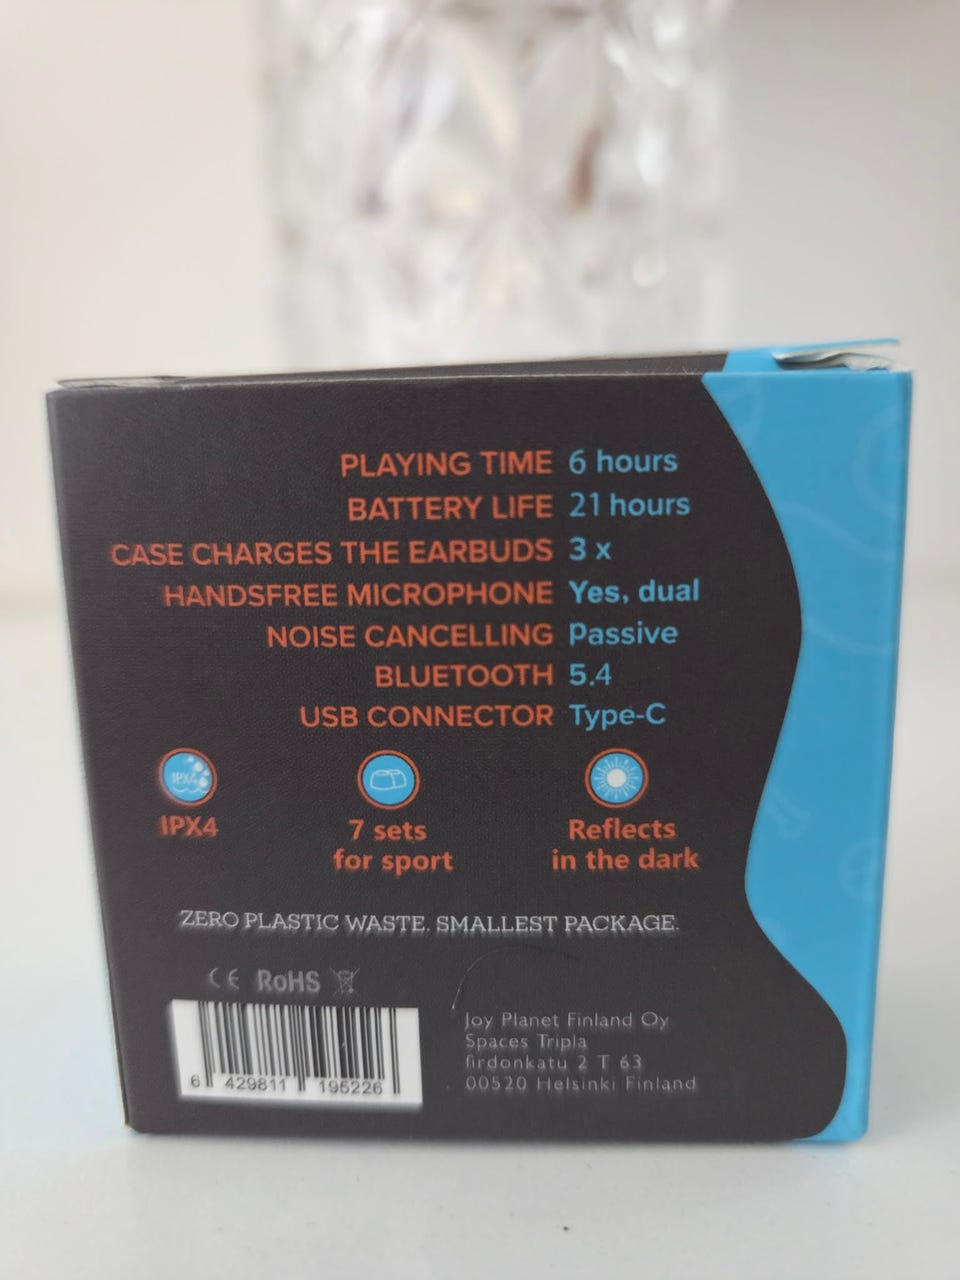 PLAYING TIME 6 hours
BATTERY LIFE 21 hours
CASE CHARGES THE EARBUDS 3 x
HANDSFREE MICROPHONE Yes, dual
NOISE CANCELLING Passive
BLUETOOTH 5.4
USB CONNECTOR Type-C
IPX4
IPX4
7 sets
for sport
Reflects
in the dark
ZERO PLASTIC WASTE. SMALLEST PACKAGE.
CE RoHS
6 429811 195226
Joy Planet Finland Oy
Spaces Tripla
firdonkatu 2 T 63
00520 Helsinki Finland